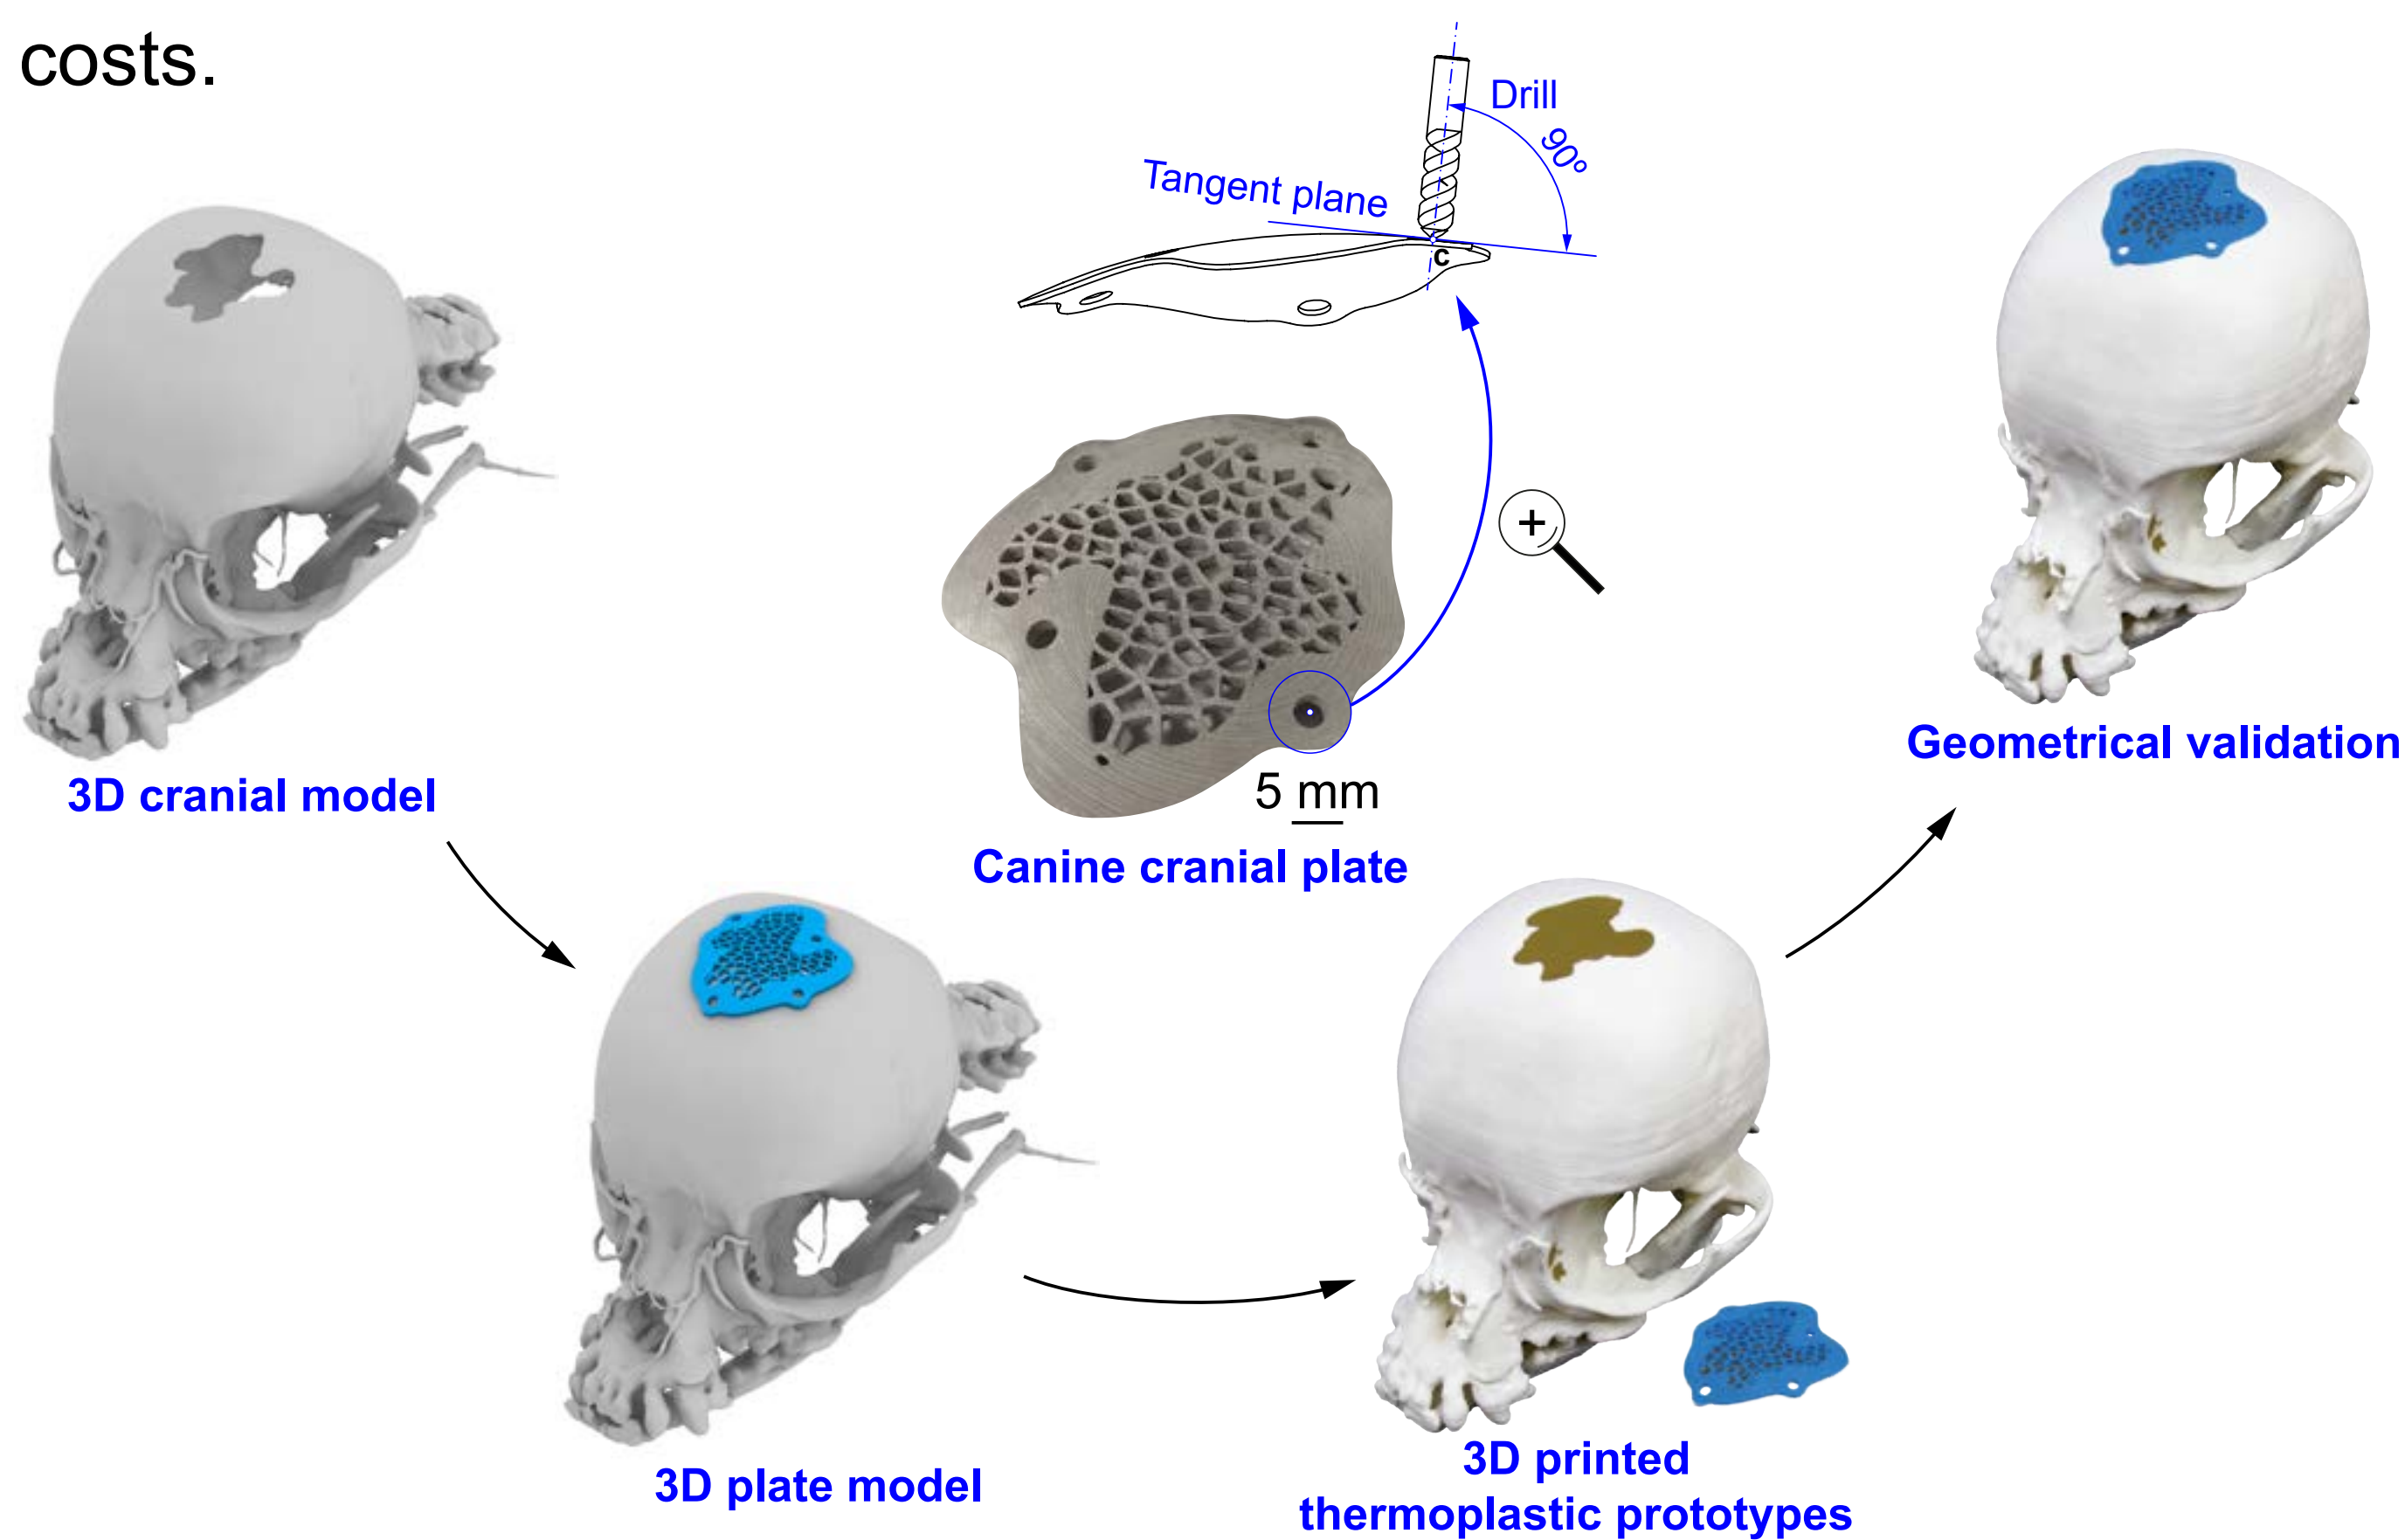 costs.
Drill
90º
Tangent plane
c
+
5 mm
Canine cranial plate
3D cranial model
Geometrical validation
3D plate model
3D printed
thermoplastic prototypes